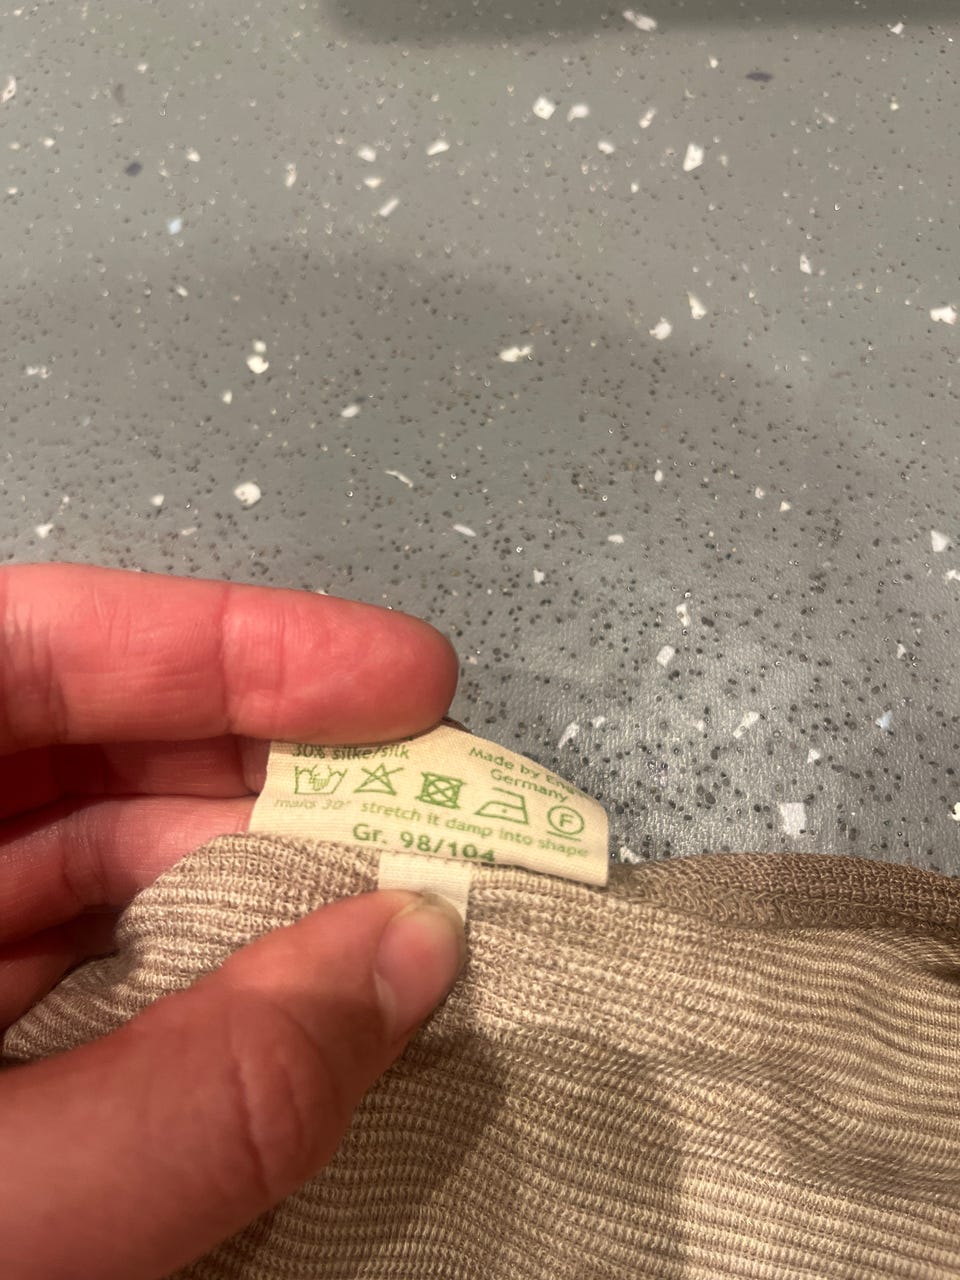 30% silke/silk
Made by
Germany
maks 30°
stretch it damp into shape
F
Gr. 98/104